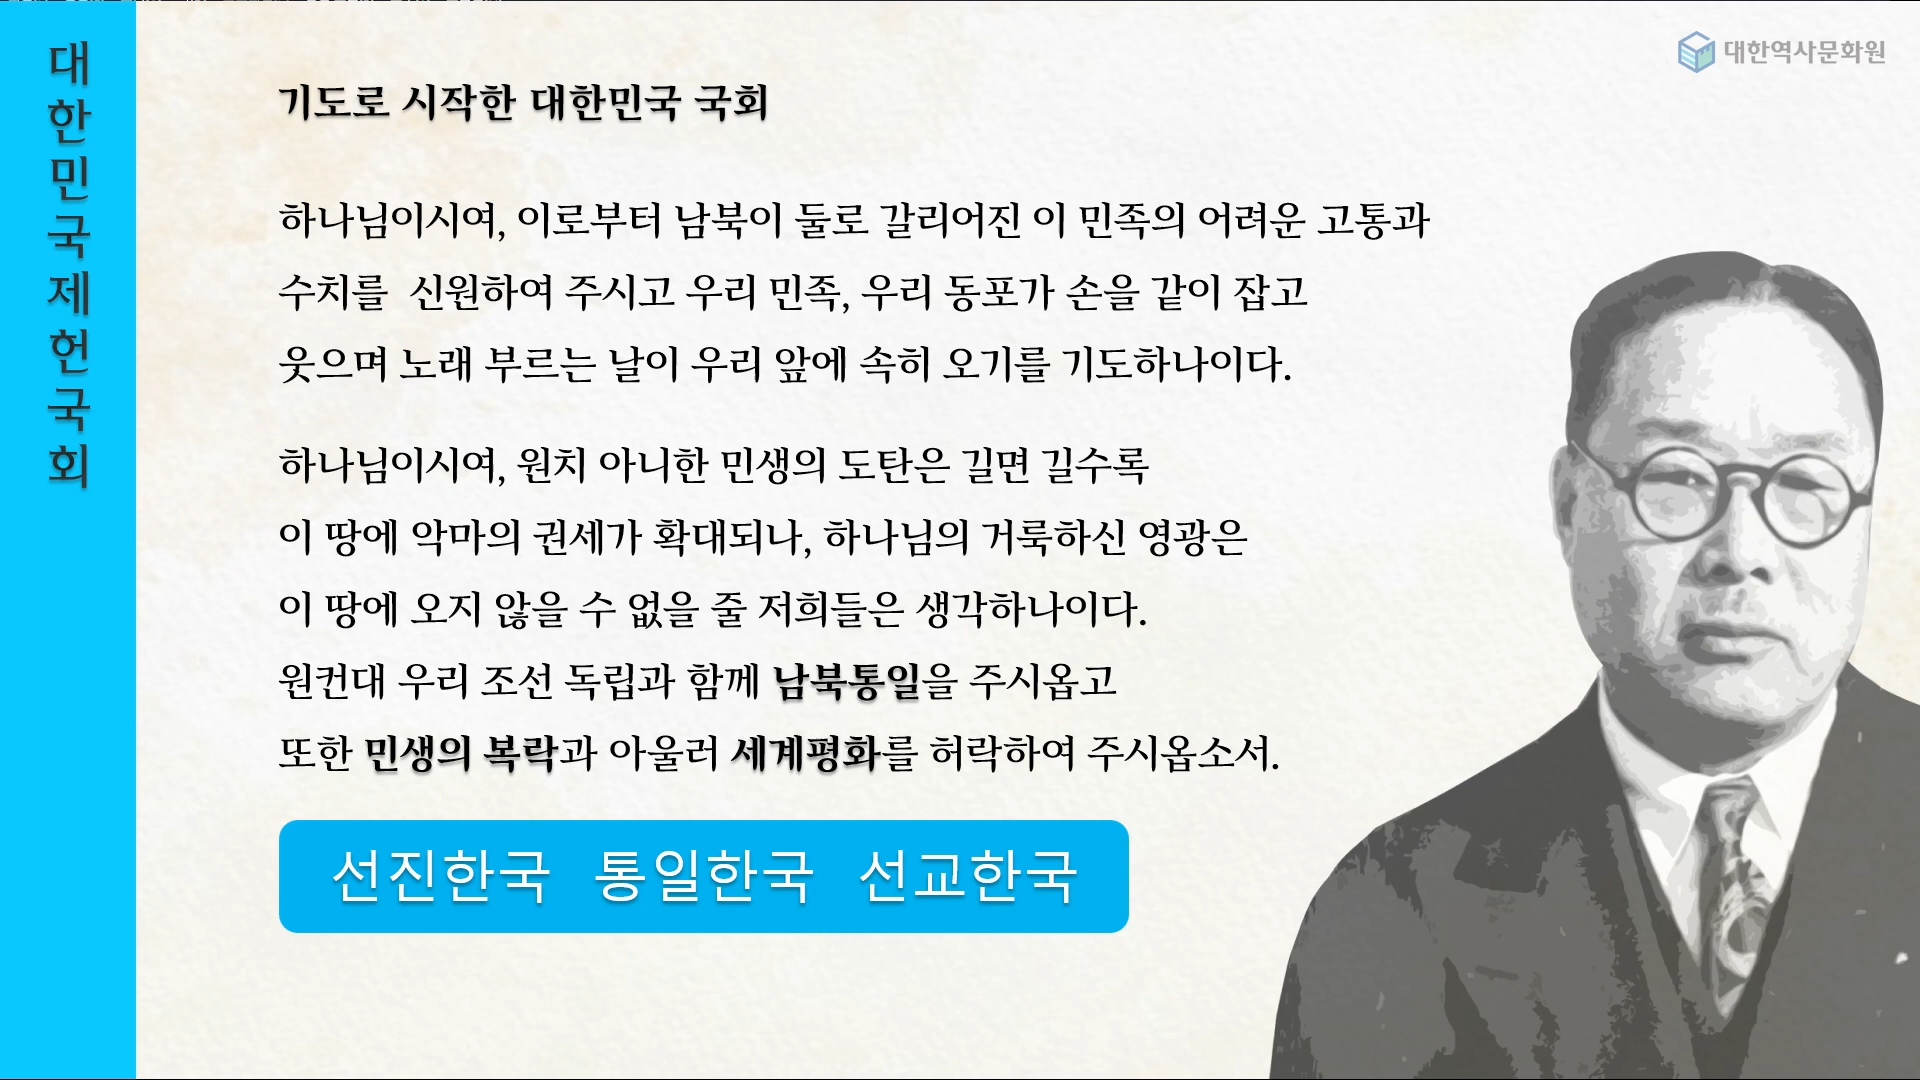 대한민국제헌국회
대한역사문화원
기도로 시작한 대한민국 국회
하나님이시여, 이로부터 남북이 둘로 갈리어진 이 민족의 어려운 고통과
수치를 신원하여 주시고 우리 민족, 우리 동포가 손을 같이 잡고
웃으며 노래 부르는 날이 우리 앞에 속히 오기를 기도하나이다.
하나님이시여, 원치 아니한 민생의 도탄은 길면 길수록
이 땅에 악마의 권세가 확대되나, 하나님의 거룩하신 영광은
이 땅에 오지 않을 수 없을 줄 저희들은 생각하나이다.
원컨대 우리 조선 독립과 함께 남북통일을 주시옵고
또한 민생의 복락과 아울러 세계평화를 허락하여 주시옵소서.
선진한국 통일한국 선교한국